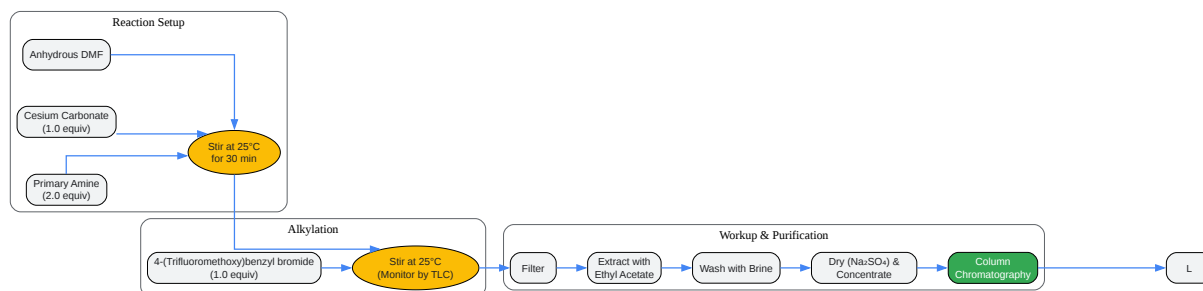 Reaction Setup
Anhydrous DMF
Cesium Carbonate
(1.0 equiv)
Stir at 25°C
for 30 min
Primary Amine
(2.0 equiv)
Alkylation
4-(Trifluoromethoxy)benzyl bromide
(1.0 equiv)
Stir at 25°C
(Monitor by TLC)
Workup & Purification
Filter
Extract with
Ethyl Acetate
Wash with Brine
Dry (Na₂SO₄) &
Concentrate
Column
Chromatography
L